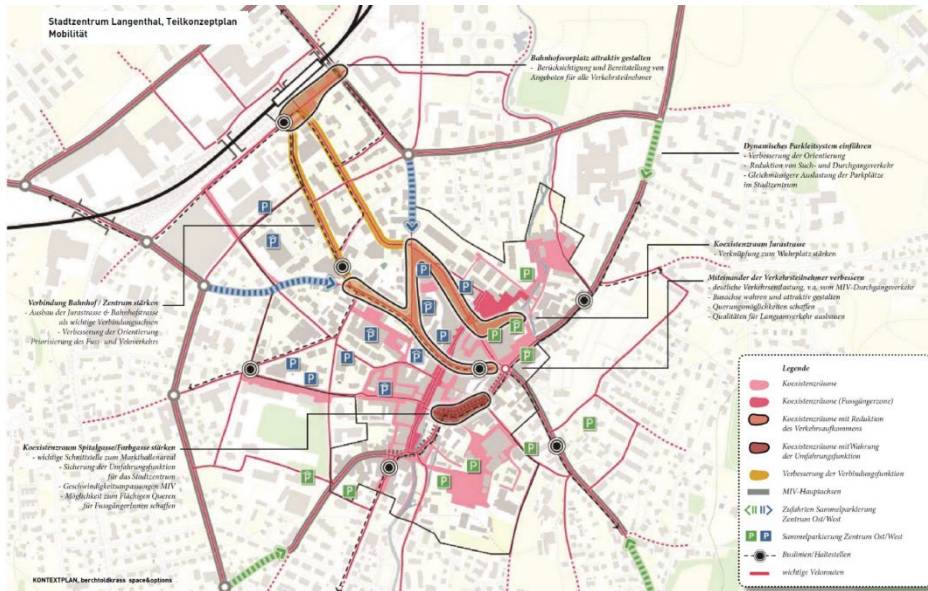 Stadtzentrum Langenthal, Teilkonzeptplan
Mobilität
Bahnhofsvorplatz attraktiv gestalten
- Berücksichtigung und Bereitstellung von
Angeboten für alle Verkehrsteilnehmer
Dynamisches Parkleitsystem einführen
- Verbesserung der Orientierung
- Reduktion von Such- und Durchgangsverkehr
- Gleichmässigere Auslastung der Parkplätze
im Stadtzentrum
Koexistenzraum Jurastrasse
- Verknüpfung zum Wuhrplatz stärken
Miteinander der Verkehrsteilnehmer verbessern
- deutliche Verkehrsentlastung, v.a. vom MIV-Durchgangsverkehr
- Bausache wahren und attraktiv gestalten
- Querungsmöglichkeiten schaffen
- Qualitäten für Langsamverkehr ausbauen
Verbindung Bahnhof / Zentrum stärken
- Ausbau der Jurastrasse & Bahnhofstrasse
als wichtige Verbindungsachsen
- Verbesserung der Orientierung
Priorisierung des Fuss- und Veloverkehrs
Koexistenzraum Spitalgasse/Farbgasse stärken
- wichtige Schnittstelle zum Markthallenareal
- Sicherung der Umfahrungsfunktion
für das Stadtzentrum
- Geschwindigkeitsanpassungen MIV
- Möglichkeit zum Flächigen Queren
für FussgängerInnen schaffen
Legende
Koexistenzräume
Koexistenzräume (Fussgängerzone)
Koexistenzräume mit Reduktion
des Verkehrsaufkommens
Koexistenzräume mit Wahrung
der Umfahrungsfunktion
Verbesserung der Verbindungsfunktion
MIV-Hauptachsen
Zufahrten Sammelparkierung
Zentrum Ost/West
P P Sammelparkierung Zentrum Ost/West
Buslinien/Haltestellen
wichtige Velorouten
KONTEXTPLAN, berchtoldkrass space&options